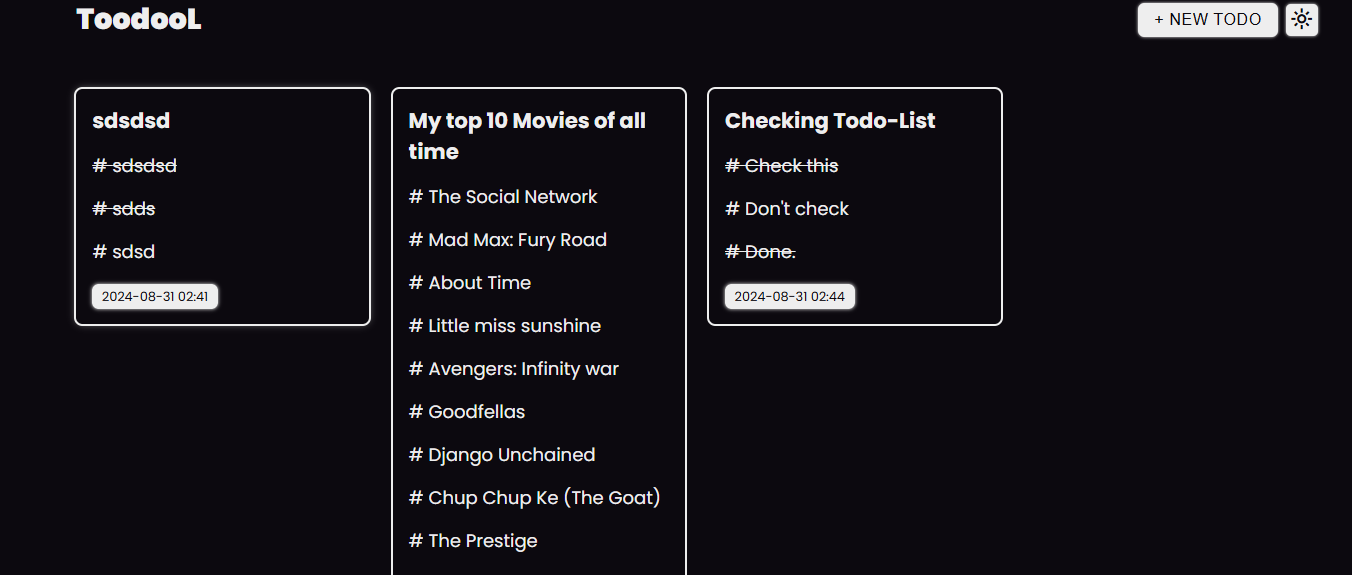 ToodooL
+ NEW TODO
sdsdsd
# sdsdsd
# sdds
# sdsd
2024-08-31 02:41
My top 10 Movies of all
time
# The Social Network
# Mad Max: Fury Road
# About Time
# Little miss sunshine
# Avengers: Infinity war
# Goodfellas
# Django Unchained
# Chup Chup Ke (The Goat)
# The Prestige
Checking Todo-List
# Check this
# Don't check
# Done.
2024-08-31 02:44